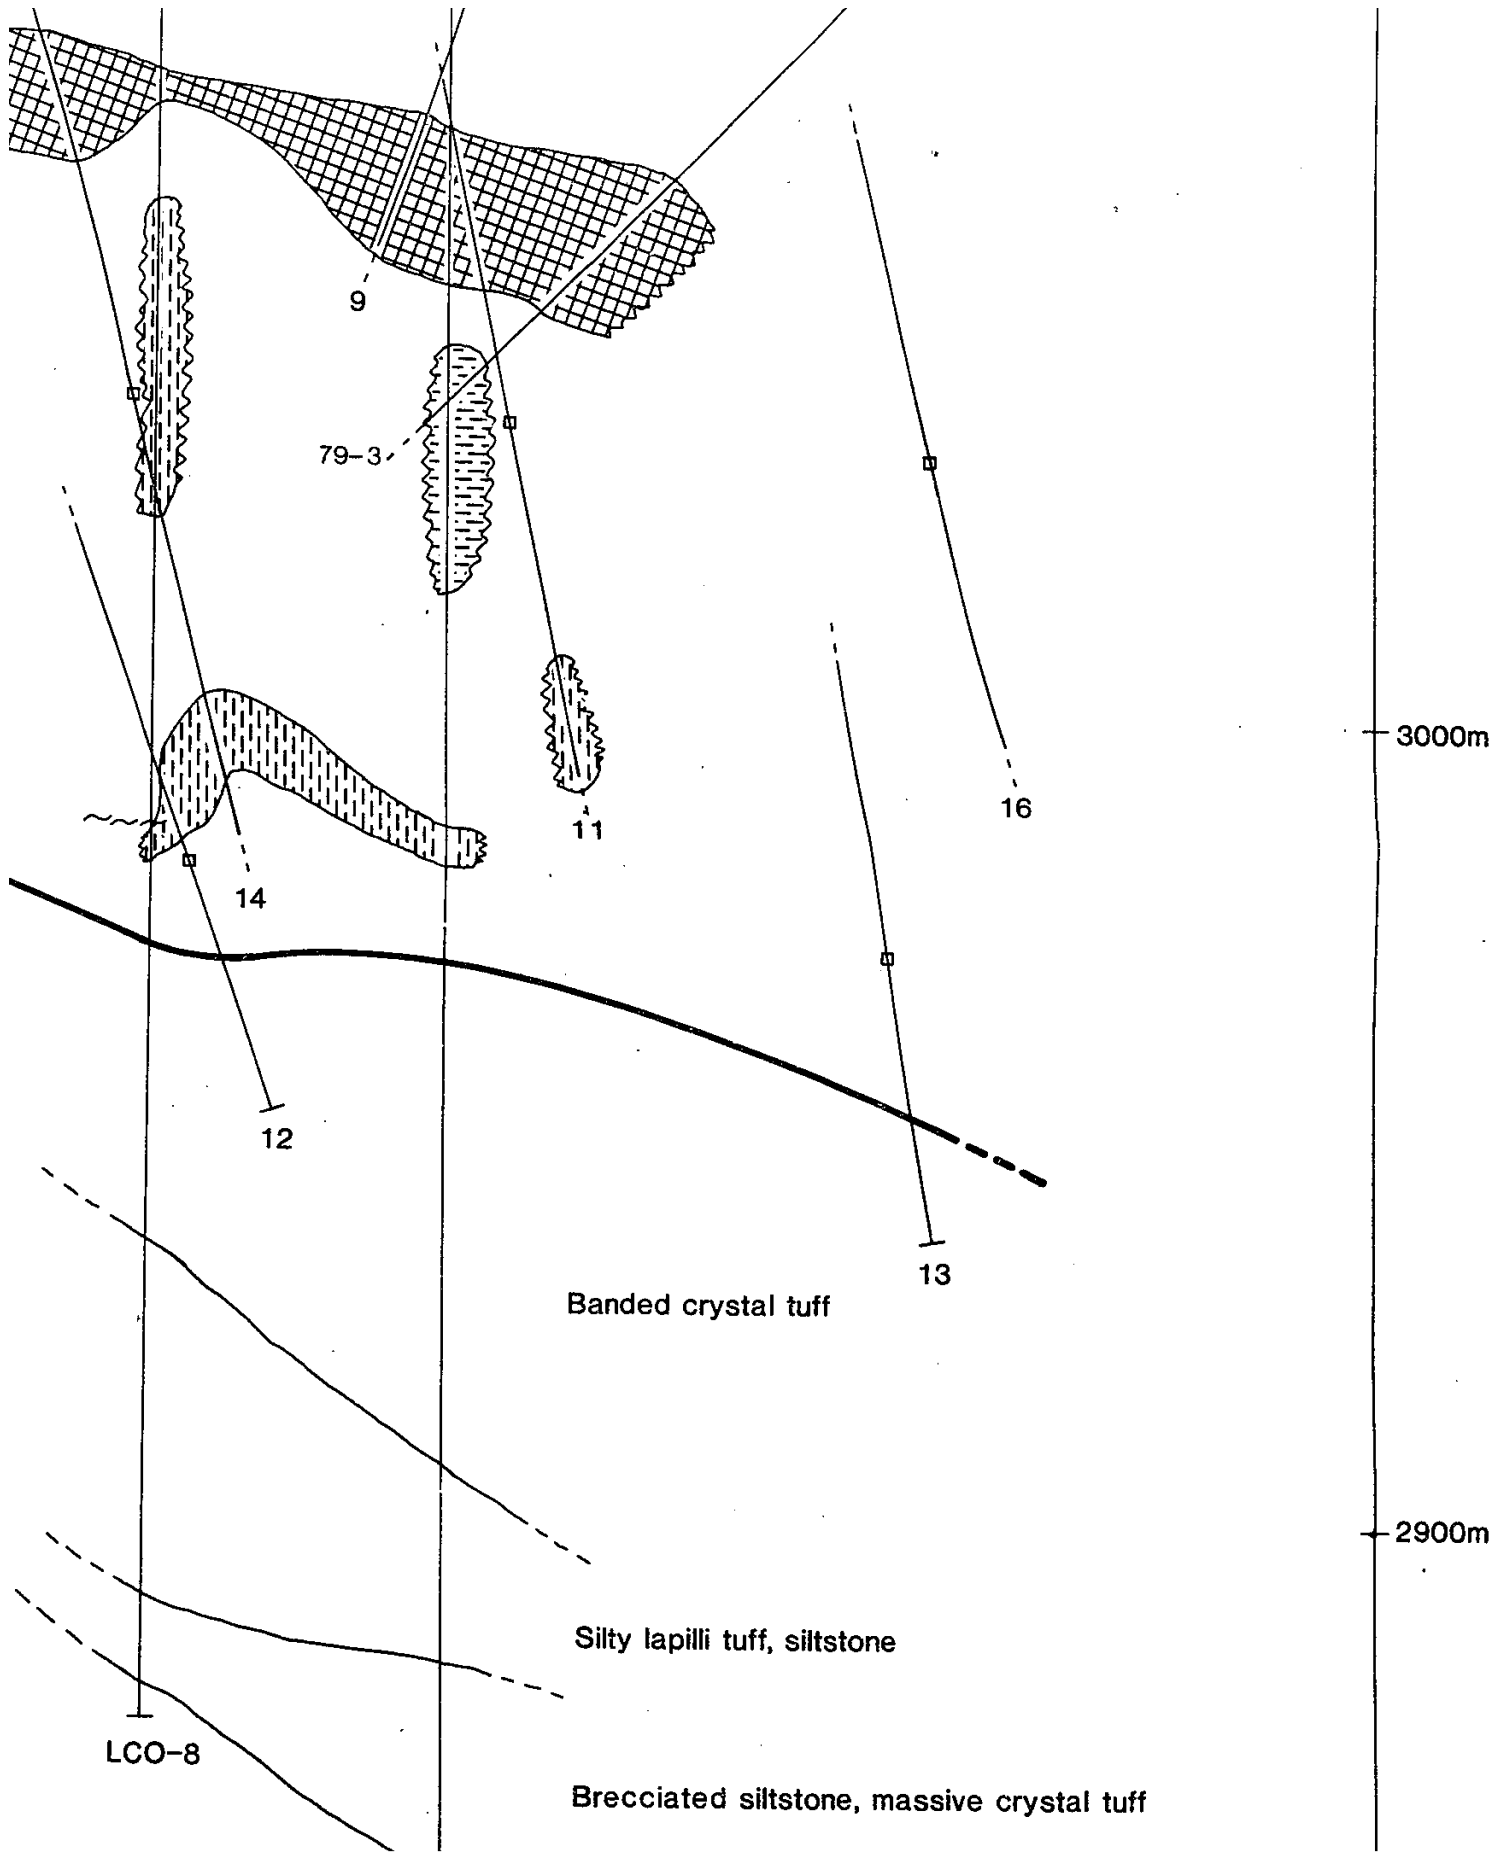 9
79-3
3000m
16
11
14
12
13
Banded crystal tuff
2900m
Silty lapilli tuff, siltstone
LCO-8
Brecciated siltstone, massive crystal tuff